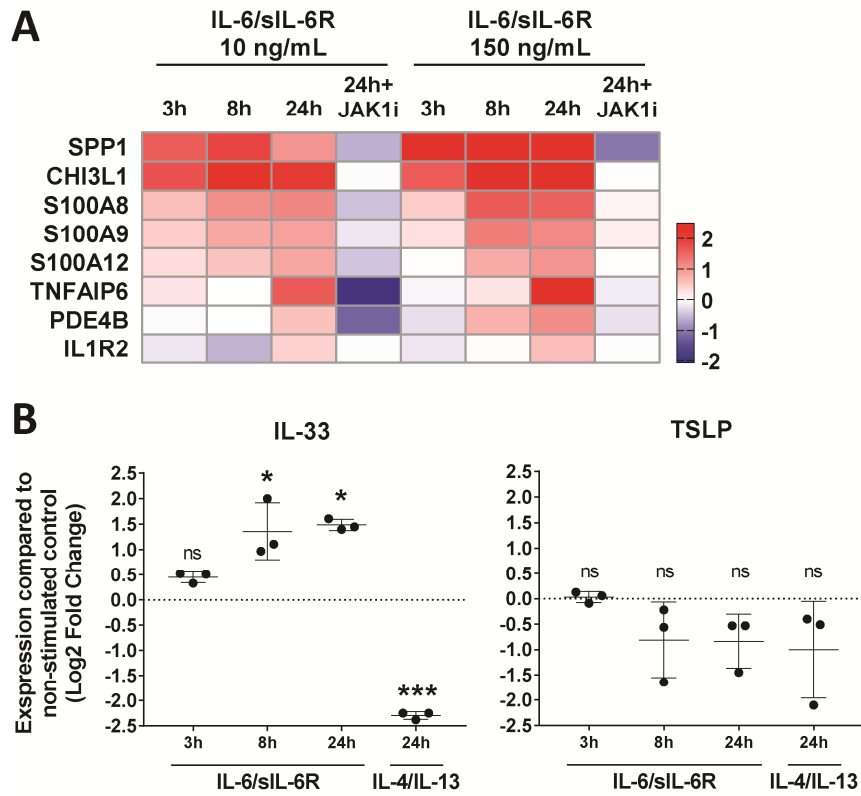 A
IL-6/sIL-6R IL-6/sIL-6R
10 ng/mL 150 ng/mL
3h 8h 24h 24h+ JAK1i 3h 8h 24h 24h+ JAK1i
SPP1
CHI3L1
S100A8
S100A9
S100A12
TNFAIP6
PDE4B
IL1R2
2
1
0
-1
-2
B
IL-33
Exspression compared to
non-stimulated control
(Log2 Fold Change)
2.5
2.0
1.5
1.0
0.5
0.0
-0.5
-1.0
-1.5
-2.0
-2.5
ns * * ***
3h 8h 24h 24h
IL-6/sIL-6R IL-4/IL-13
TSLP
2.5
2.0
1.5
1.0
0.5
0.0
-0.5
-1.0
-1.5
-2.0
-2.5
ns ns ns ns
3h 8h 24h 24h
IL-6/sIL-6R IL-4/IL-13